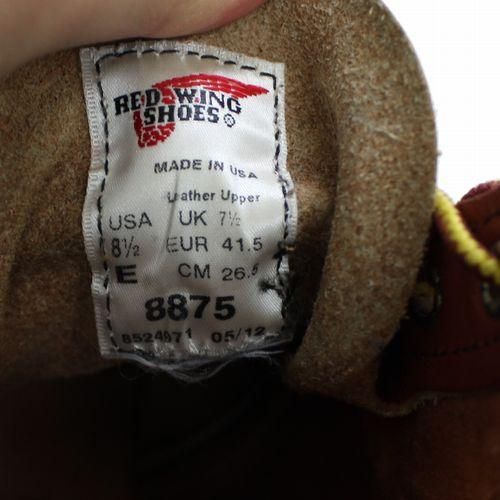 RED WING
SHOES ®
MADE IN USA
Leather Upper
USA UK 7½
8½ EUR 41.5
E CM 26.5
8875
05/12